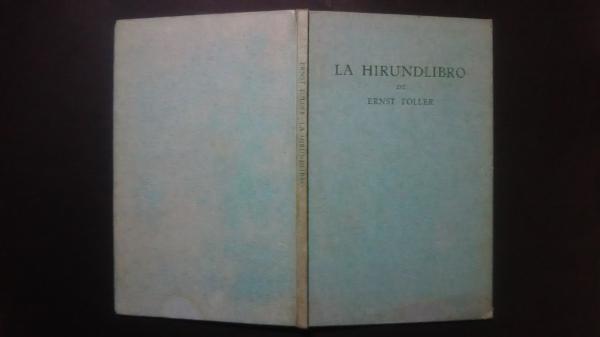 LA HIRUNDLIBRO
DE
ERNST TOLLER
ERNST TOLLER : LA HIRUNDLIBRO